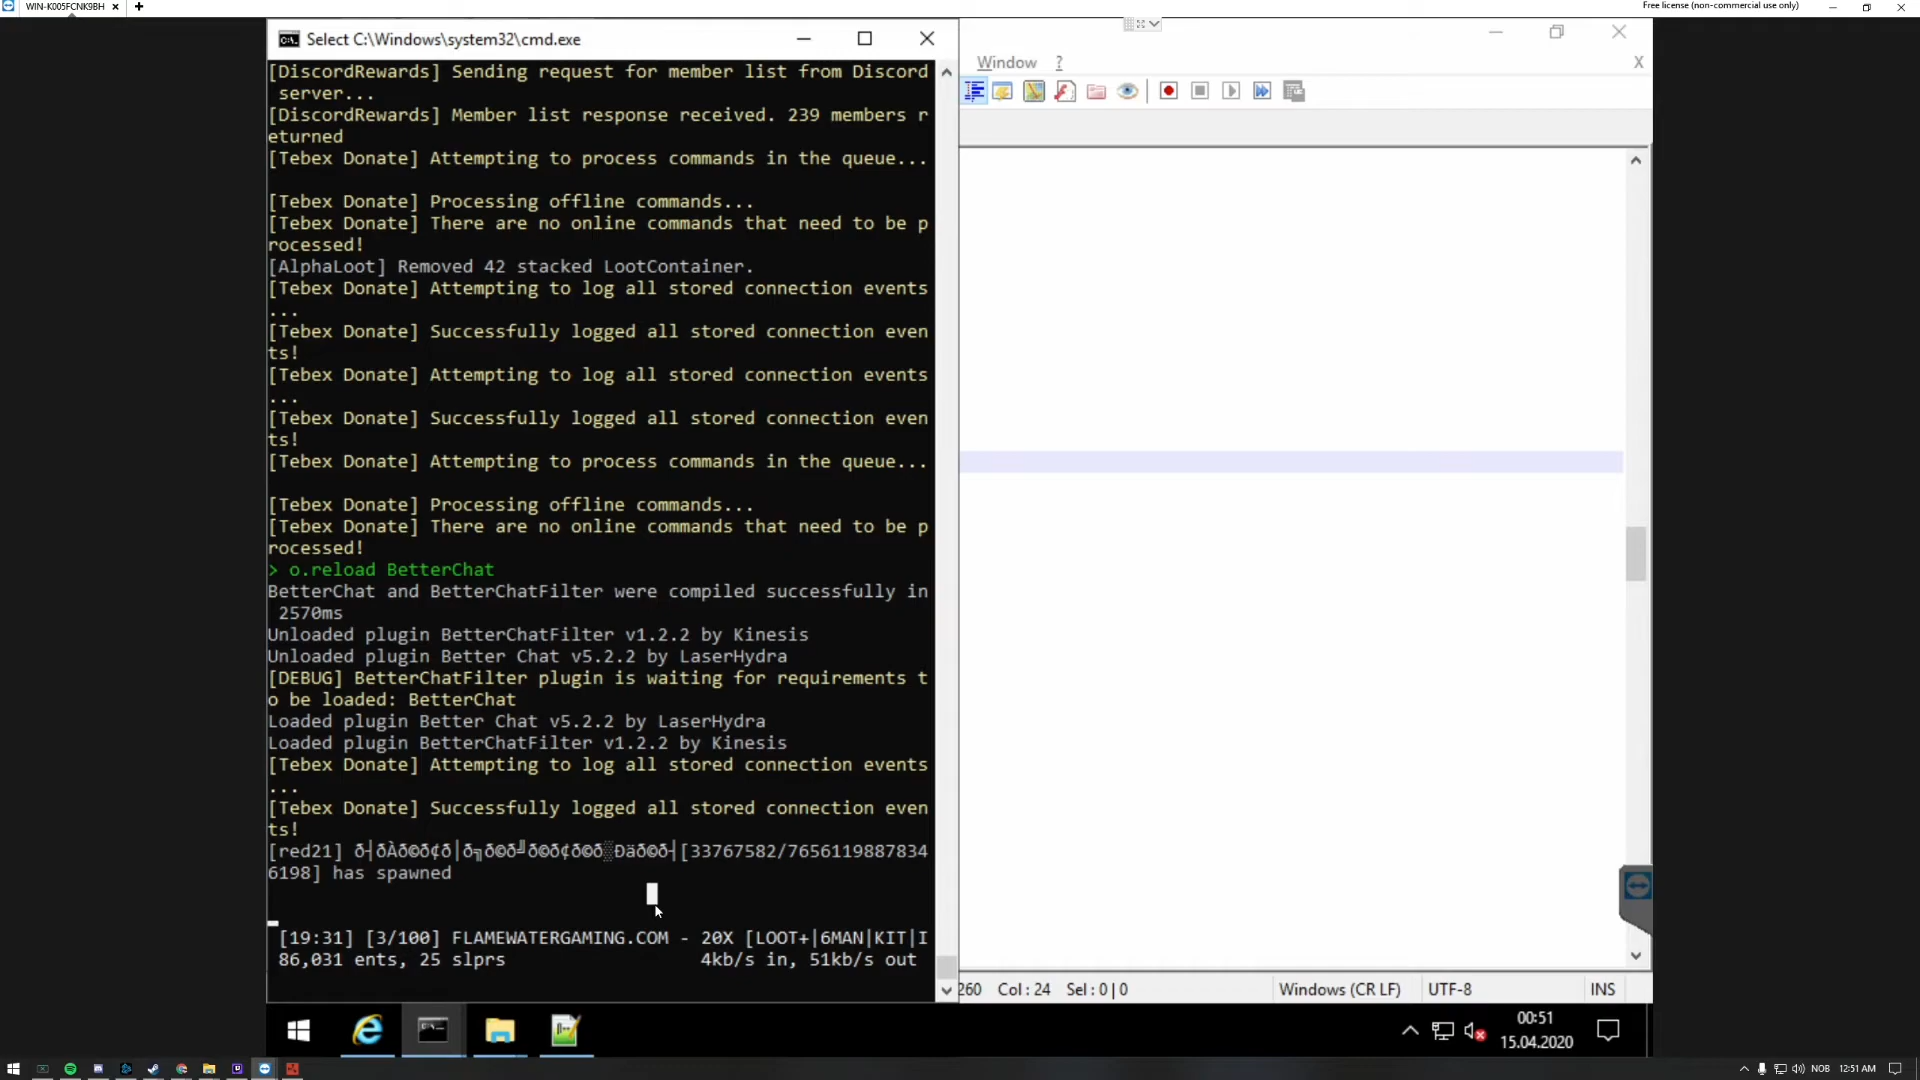 WIN-K005FCNK9BH
Free license (non-commercial use only)
Select C:\Windows\system32\cmd.exe
[DiscordRewards] Sending request for member list from Discord
server...
[DiscordRewards] Member list response received. 239 members r
eturned
[Tebex Donate] Attempting to process commands in the queue...
[Tebex Donate] Processing offline commands...
[Tebex Donate] There are no online commands that need to be p
rocessed!
[AlphaLoot] Removed 42 stacked LootContainer.
[Tebex Donate] Attempting to log all stored connection events
...
[Tebex Donate] Successfully logged all stored connection even
ts!
[Tebex Donate] Attempting to log all stored connection events
...
[Tebex Donate] Successfully logged all stored connection even
ts!
[Tebex Donate] Attempting to process commands in the queue...
[Tebex Donate] Processing offline commands...
[Tebex Donate] There are no online commands that need to be p
rocessed!
> o.reload BetterChat
BetterChat and BetterChatFilter were compiled successfully in
2570ms
Unloaded plugin BetterChatFilter v1.2.2 by Kinesis
Unloaded plugin Better Chat v5.2.2 by LaserHydra
[DEBUG] BetterChatFilter plugin is waiting for requirements t
o be loaded: BetterChat
Loaded plugin Better Chat v5.2.2 by LaserHydra
Loaded plugin BetterChatFilter v1.2.2 by Kinesis
[Tebex Donate] Attempting to log all stored connection events
...
[Tebex Donate] Successfully logged all stored connection even
ts!
[red21] [33767582/7656119887834
6198] has spawned
[19:31] [3/100] FLAMEWATERGAMING.COM - 20X [LOOT+|6MAN|KIT|I
86,031 ents, 25 slprs 4kb/s in, 51kb/s out
Window ?
X
260 Col : 24 Sel : 0 | 0 Windows (CR LF) UTF-8 INS
00:51
15.04.2020
NOB 12:51 AM